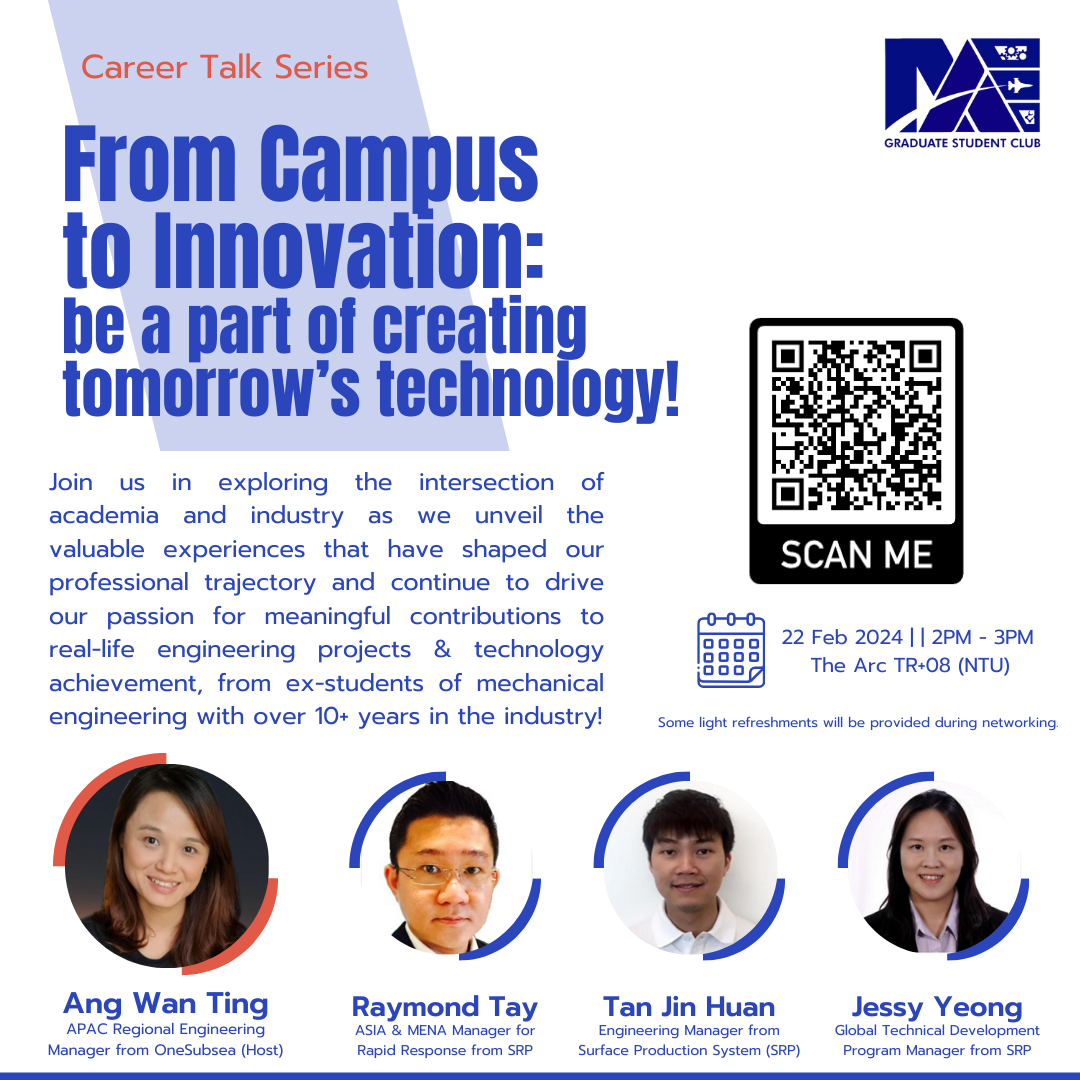 Career Talk Series
GRADUATE STUDENT CLUB
From Campus
to Innovation:
be a part of creating
tomorrow's technology!
Join us in exploring the intersection of
academia and industry as we unveil the
valuable experiences that have shaped our
professional trajectory and continue to drive
our passion for meaningful contributions to
real-life engineering projects & technology
achievement, from ex-students of mechanical
engineering with over 10+ years in the industry!
SCAN ME
22 Feb 2024 | | 2PM - 3PM
The Arc TR+08 (NTU)
Some light refreshments will be provided during networking.
Ang Wan Ting
APAC Regional Engineering
Manager from OneSubsea (Host)
Raymond Tay
ASIA & MENA Manager for
Rapid Response from SRP
Tan Jin Huan
Engineering Manager from
Surface Production System (SRP)
Jessy Yeong
Global Technical Development
Program Manager from SRP